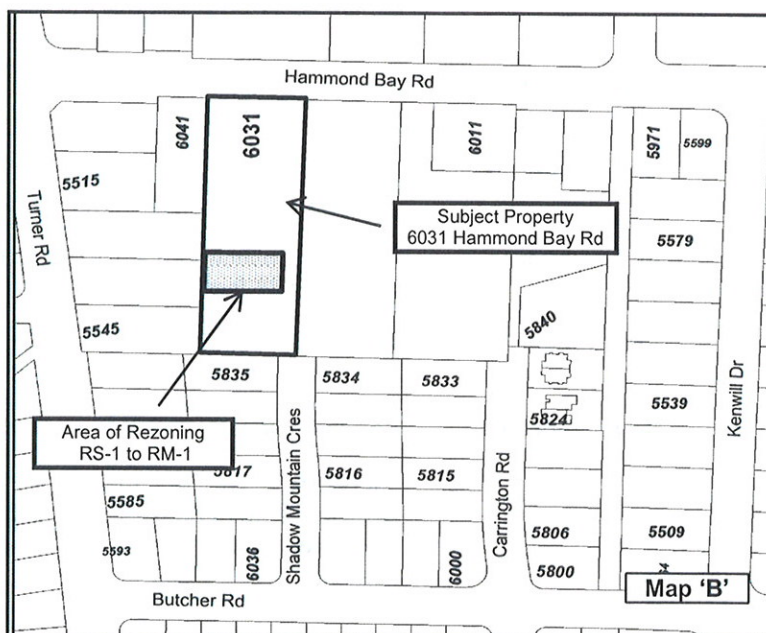 Hammond Bay Rd
6041
6031
6011
5971
5599
5515
Turner Rd
Subject Property
6031 Hammond Bay Rd
5579
5545
5840
5835
5834
5833
Kenwill Dr
5539
5824
Area of Rezoning
RS-1 to RM-1
5817
5816
5815
Shadow Mountain Cres
Carrington Rd
5585
5593
6036
6000
5806
5509
5800
Map 'B'
Butcher Rd